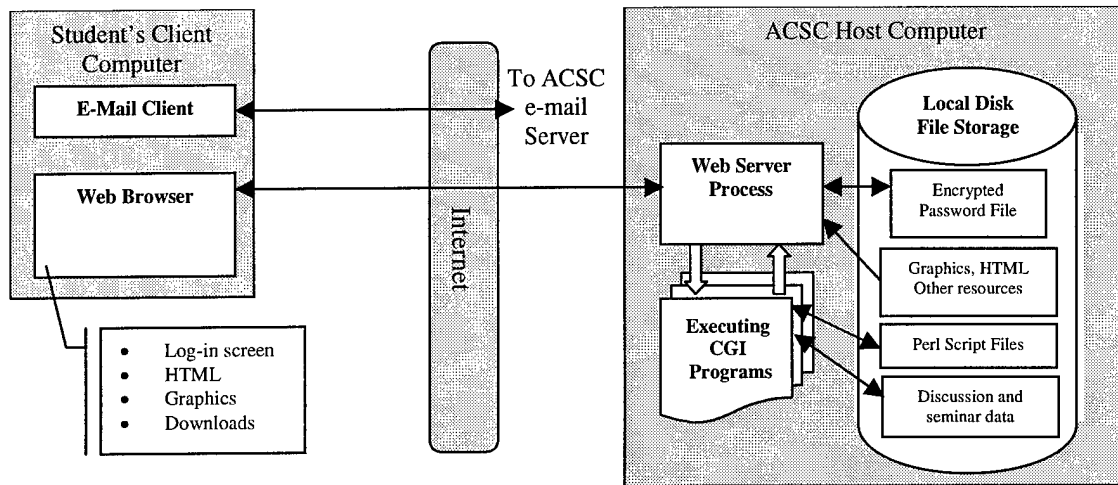 Student's Client
Computer
E-Mail Client
Web Browser
• Log-in screen
• HTML
• Graphics
• Downloads
Internet
To ACSC
e-mail
Server
ACSC Host Computer
Web Server
Process
Executing
CGI
Programs
Local Disk
File Storage
Encrypted
Password File
Graphics, HTML
Other resources
Perl Script Files
Discussion and
seminar data